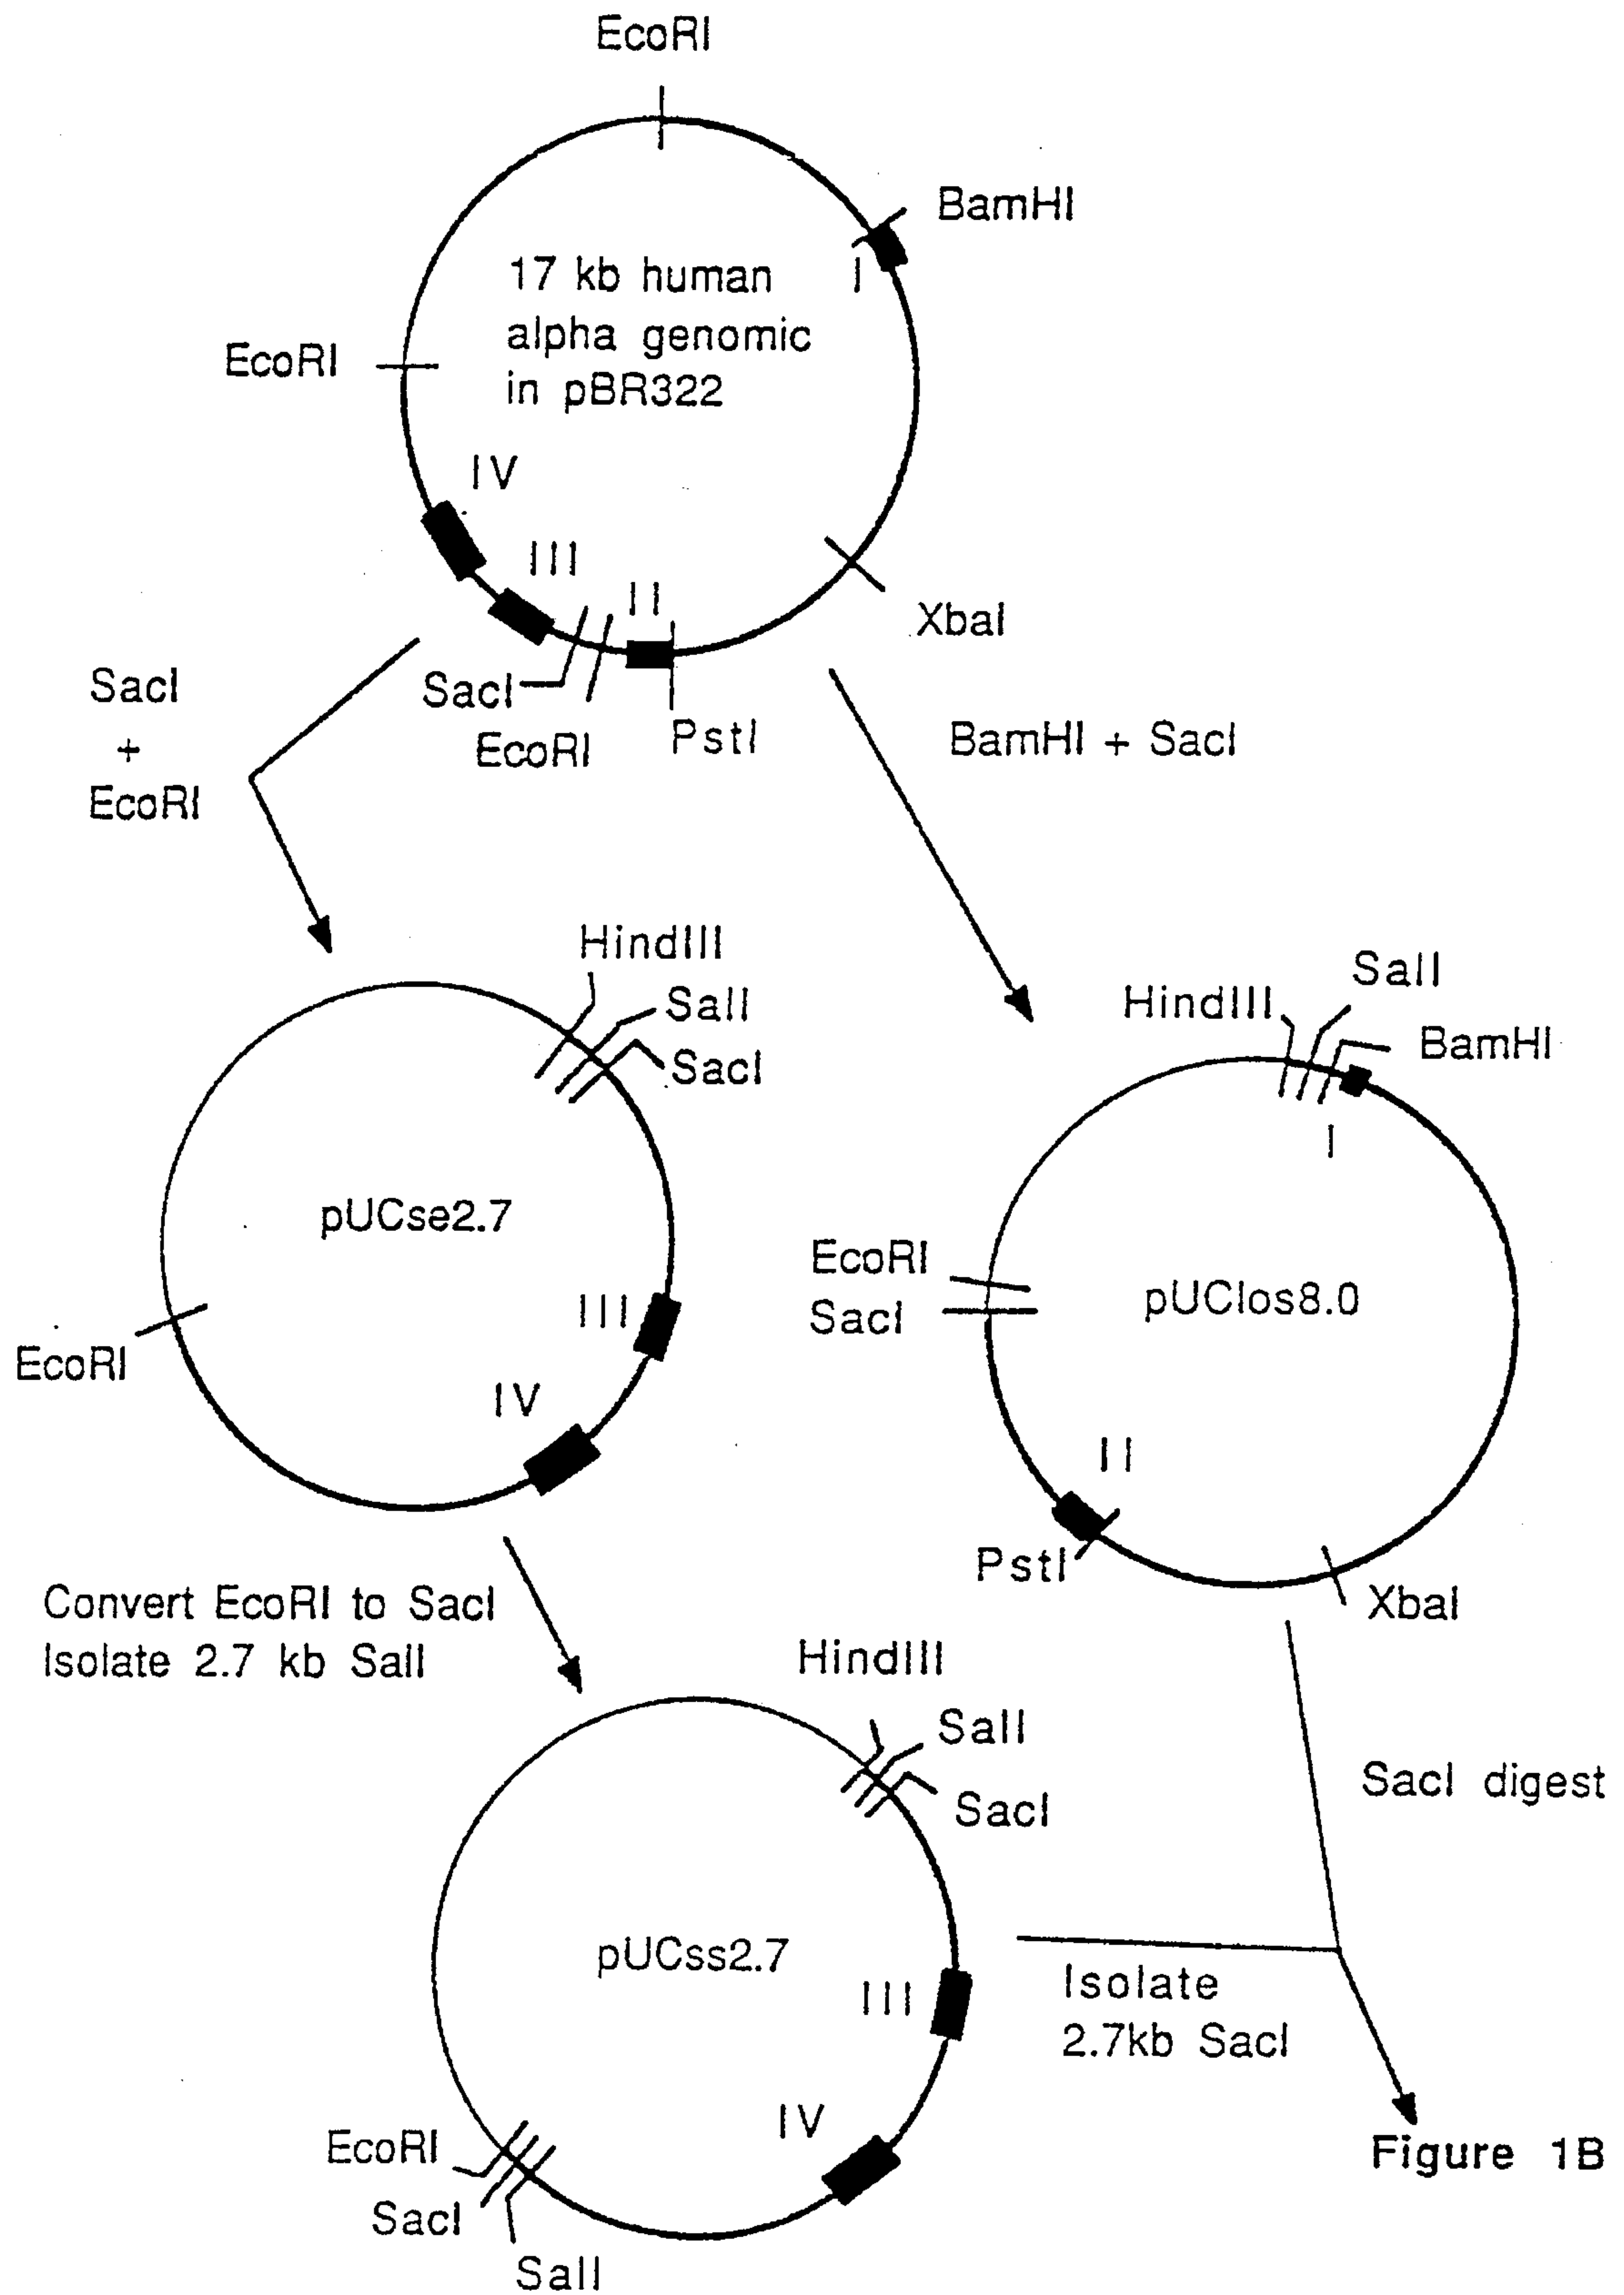 EcoRI
BamHI
I
17 kb human
alpha genomic
in pBR322
EcoRI
IV
III
II
XbaI
SacI
EcoRI
PstI
SacI
+
EcoRI
BamHI + SacI
HindIII
SalI
SacI
pUCse2.7
III
IV
EcoRI
HindIII
SalI
BamHI
I
EcoRI
SacI
pUClos8.0
II
PstI
XbaI
Convert EcoRI to SacI
Isolate 2.7 kb SalI
HindIII
SalI
SacI
SacI digest
pUCss2.7
III
IV
Isolate
2.7kb SacI
EcoRI
SacI
SalI
Figure 1B